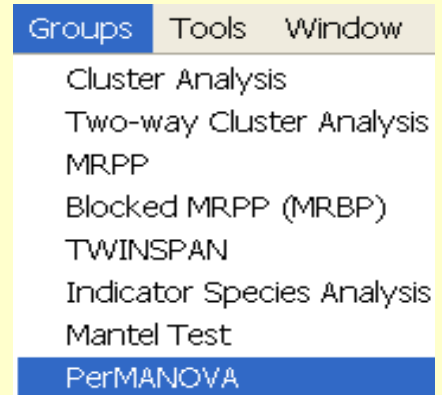 Groups Tools Window
Cluster Analysis
Two-way Cluster Analysis
MRPP
Blocked MRPP (MRBP)
TWINSPAN
Indicator Species Analysis
Mantel Test
PerMANOVA